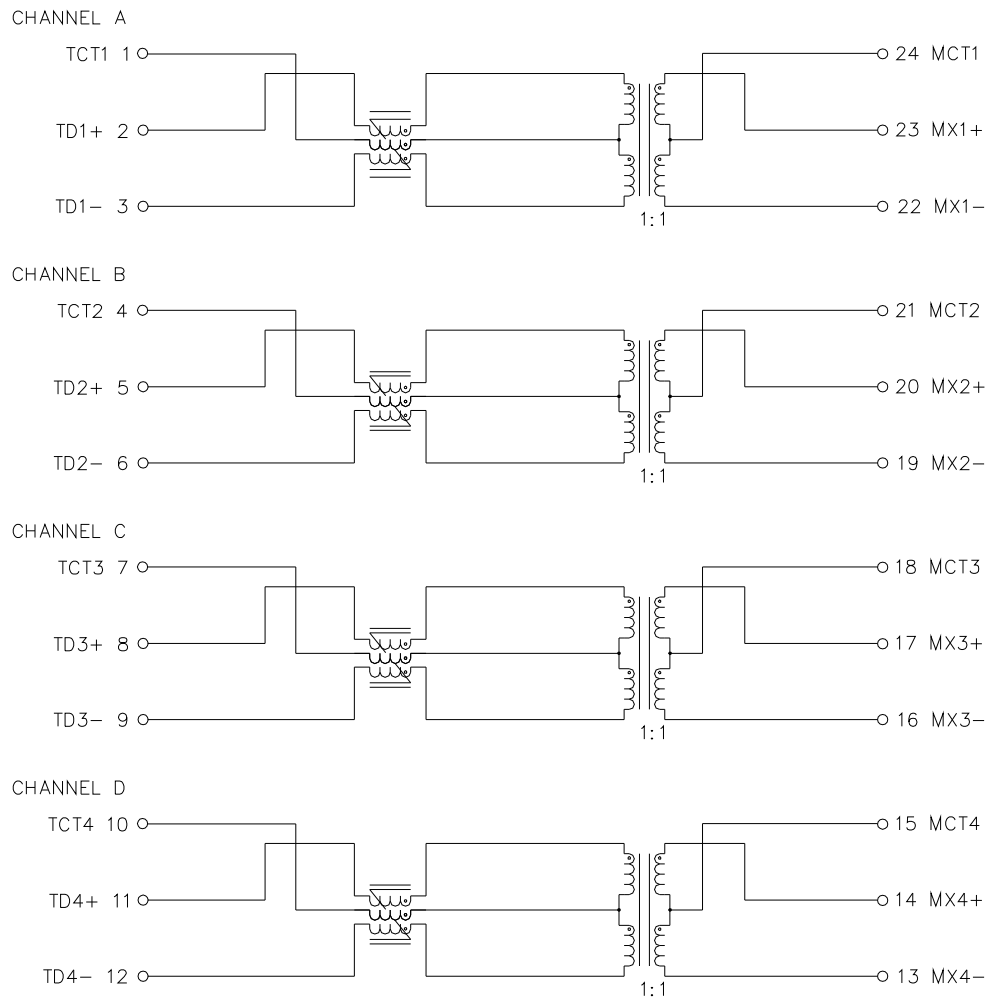 CHANNEL A
TCT1 1 24 MCT1
TD1+ 2 23 MX1+
TD1− 3 22 MX1−
1:1
CHANNEL B
TCT2 4 21 MCT2
TD2+ 5 20 MX2+
TD2− 6 19 MX2−
1:1
CHANNEL C
TCT3 7 18 MCT3
TD3+ 8 17 MX3+
TD3− 9 16 MX3−
1:1
CHANNEL D
TCT4 10 15 MCT4
TD4+ 11 14 MX4+
TD4− 12 13 MX4−
1:1